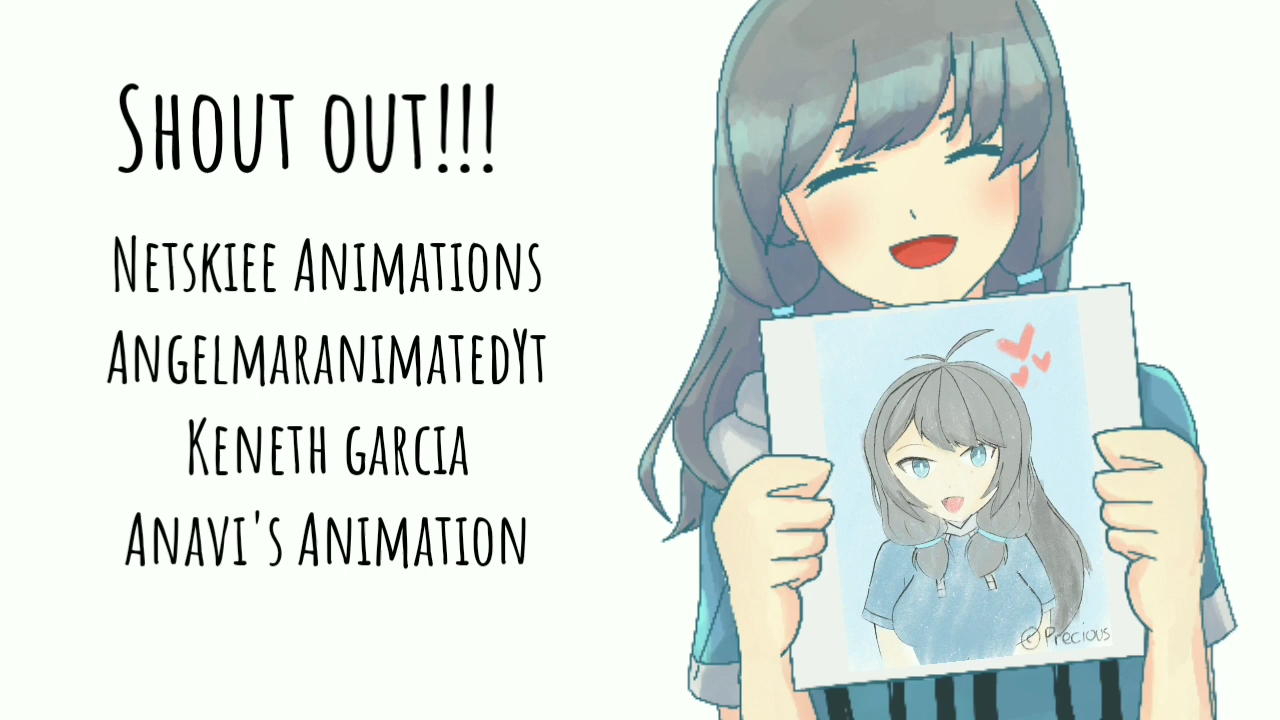 Shout out!!!
Netskiee Animations
AngelmaranimatedYt
Keneth garcia
Anavi's Animation
© Precious